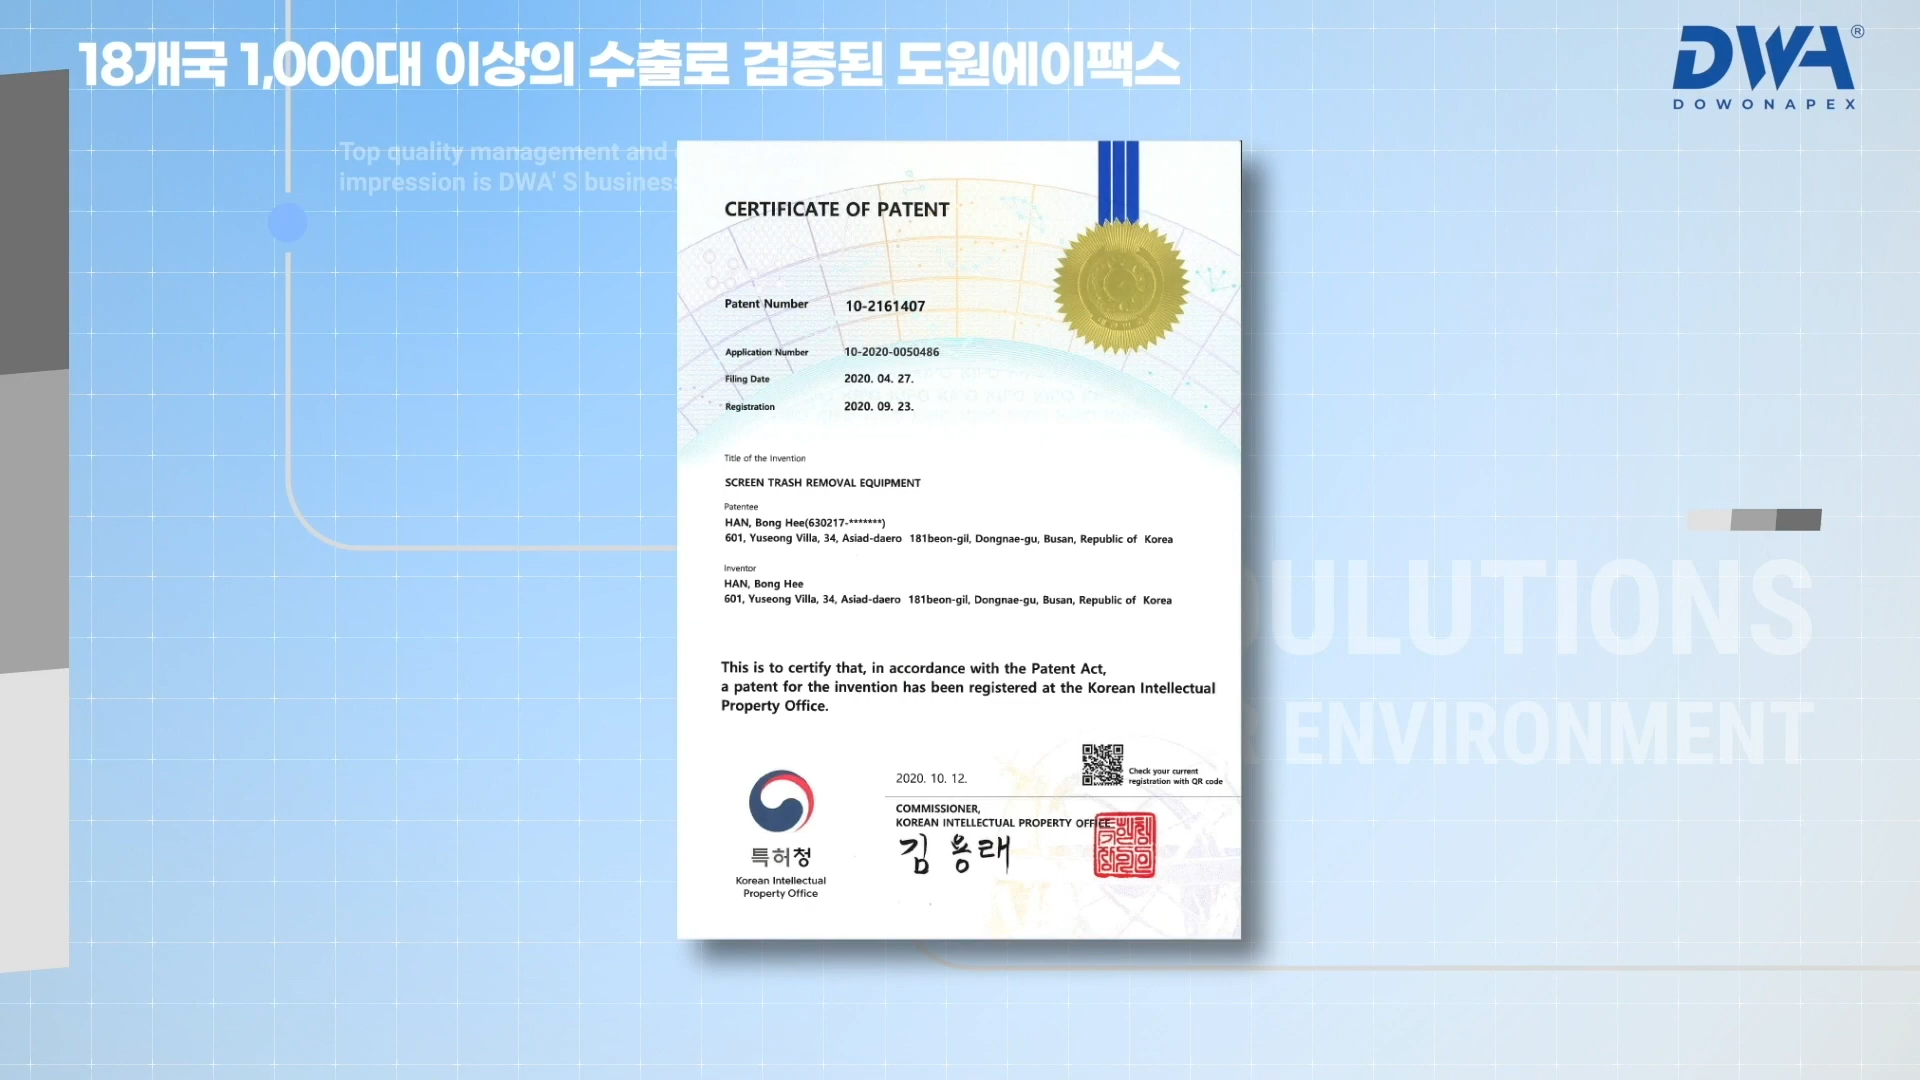 18개국 1,000대 이상의 수출로 검증된 도원에이팩스
DWA®
DOWONAPEX
Top quality management and
impression is DWA' S business
CERTIFICATE OF PATENT
Patent Number 10-2161407
Application Number 10-2020-0050486
Filing Date 2020. 04. 27.
Registration 2020. 09. 23.
Title of the Invention
SCREEN TRASH REMOVAL EQUIPMENT
Patentee
HAN, Bong Hee(630217-*******)
601, Yuseong Villa, 34, Asiad-daero 181beon-gil, Dongnae-gu, Busan, Republic of Korea
Inventor
HAN, Bong Hee
601, Yuseong Villa, 34, Asiad-daero 181beon-gil, Dongnae-gu, Busan, Republic of Korea
OULUTIONS
R ENVIRONMENT
This is to certify that, in accordance with the Patent Act,
a patent for the invention has been registered at the Korean Intellectual
Property Office.
2020. 10. 12.
Check your current
registration with QR code
COMMISSIONER,
KOREAN INTELLECTUAL PROPERTY OFFICE
김용래
특허청
Korean Intellectual
Property Office